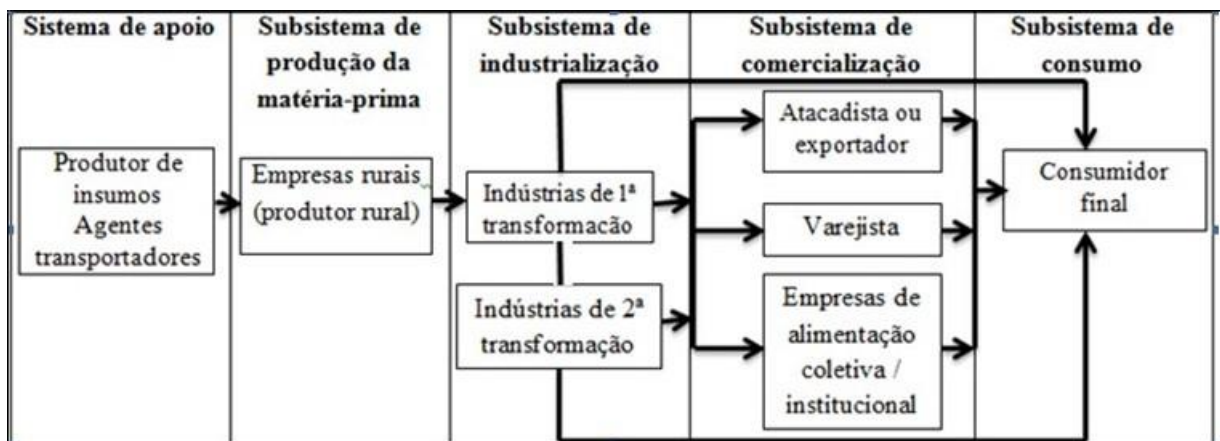 Sistema de apoio
Subsistema de
produção da
matéria-prima
Subsistema de
industrialização
Subsistema de
comercialização
Subsistema de
consumo
Produtor de
insumos
Agentes
transportadores
Empresas rurais
(produtor rural)
Indústrias de 1ª
transformação
Indústrias de 2ª
transformação
Atacadista ou
exportador
Varejista
Empresas de
alimentação
coletiva /
institucional
Consumidor
final